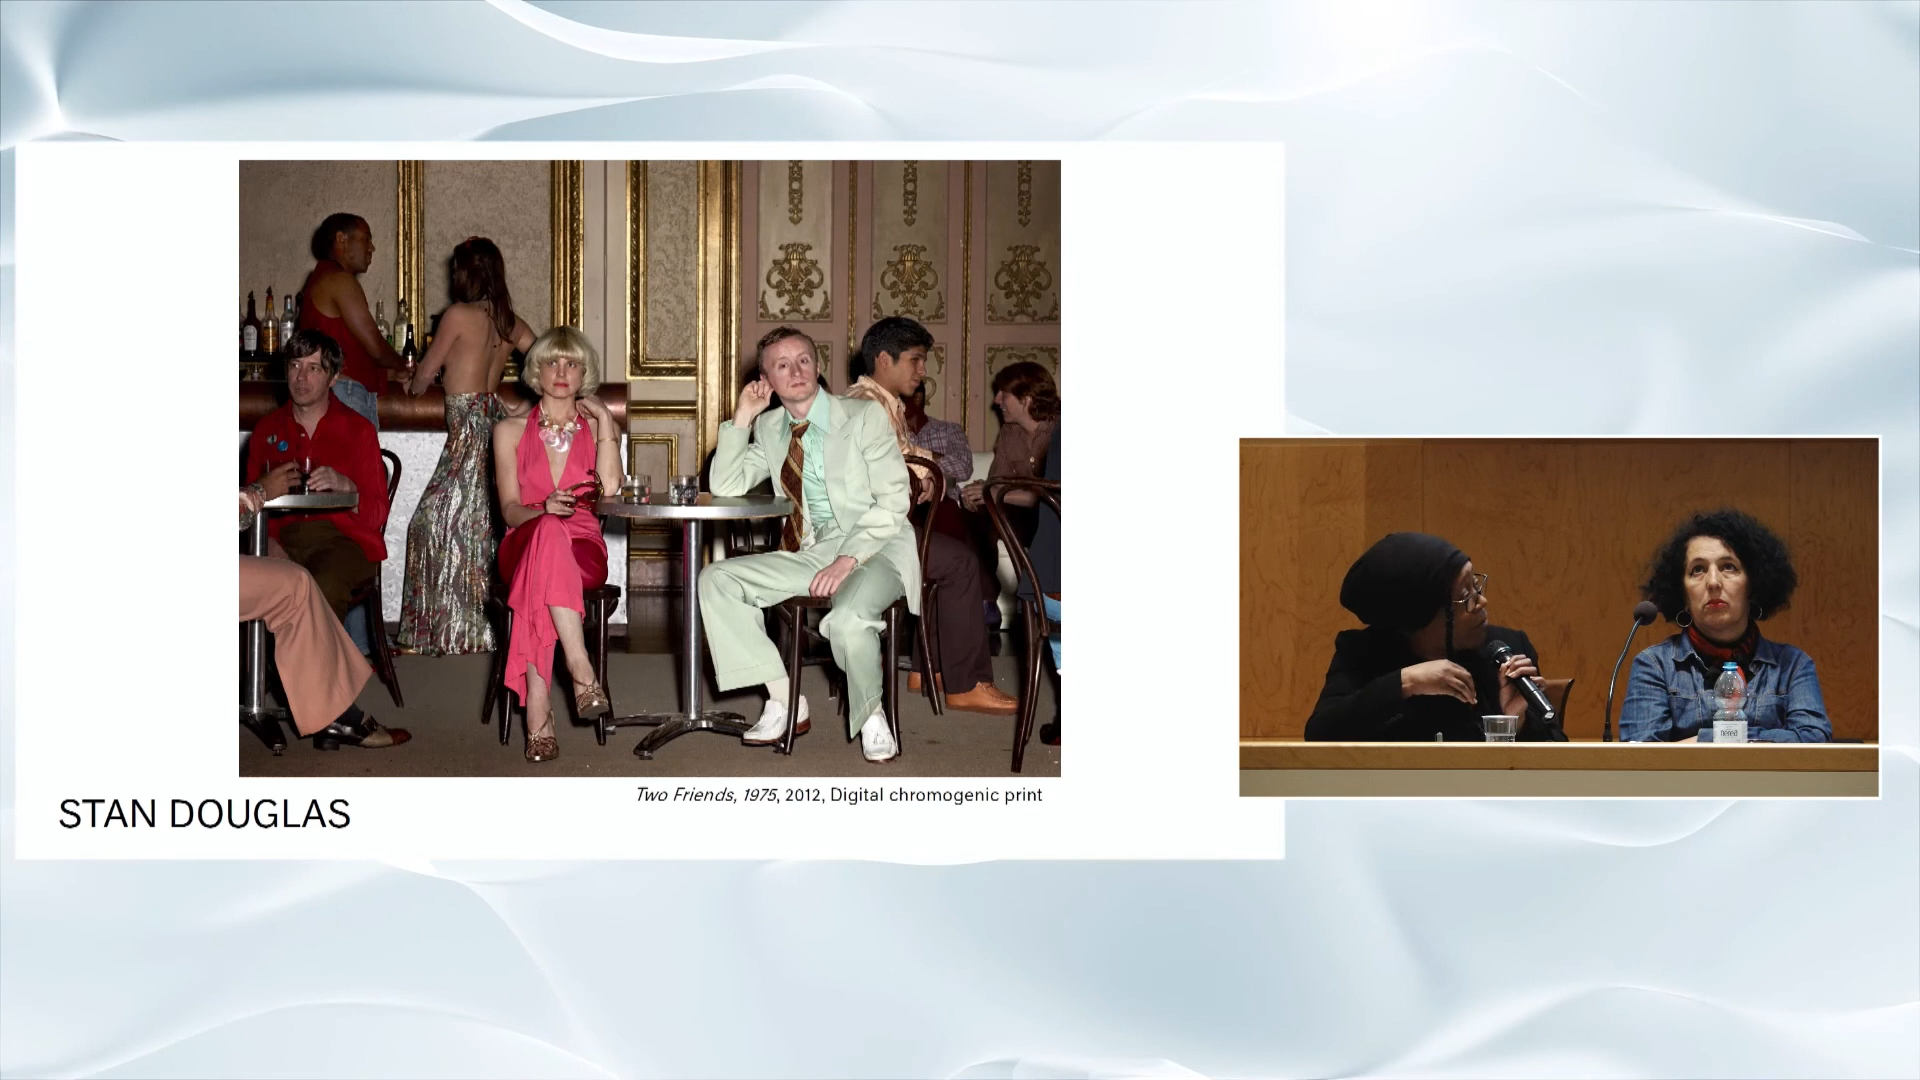 Two Friends, 1975, 2012, Digital chromogenic print
STAN DOUGLAS